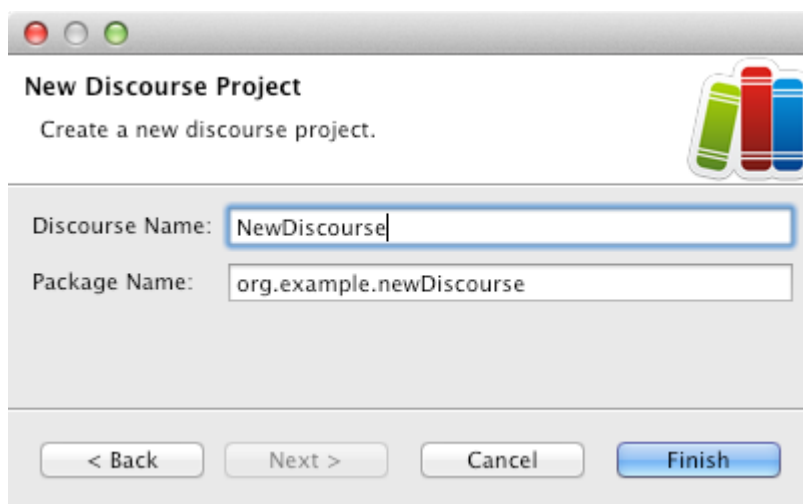 New Discourse Project
Create a new discourse project.
Discourse Name: NewDiscourse
Package Name: org.example.newDiscourse
< Back Next > Cancel Finish